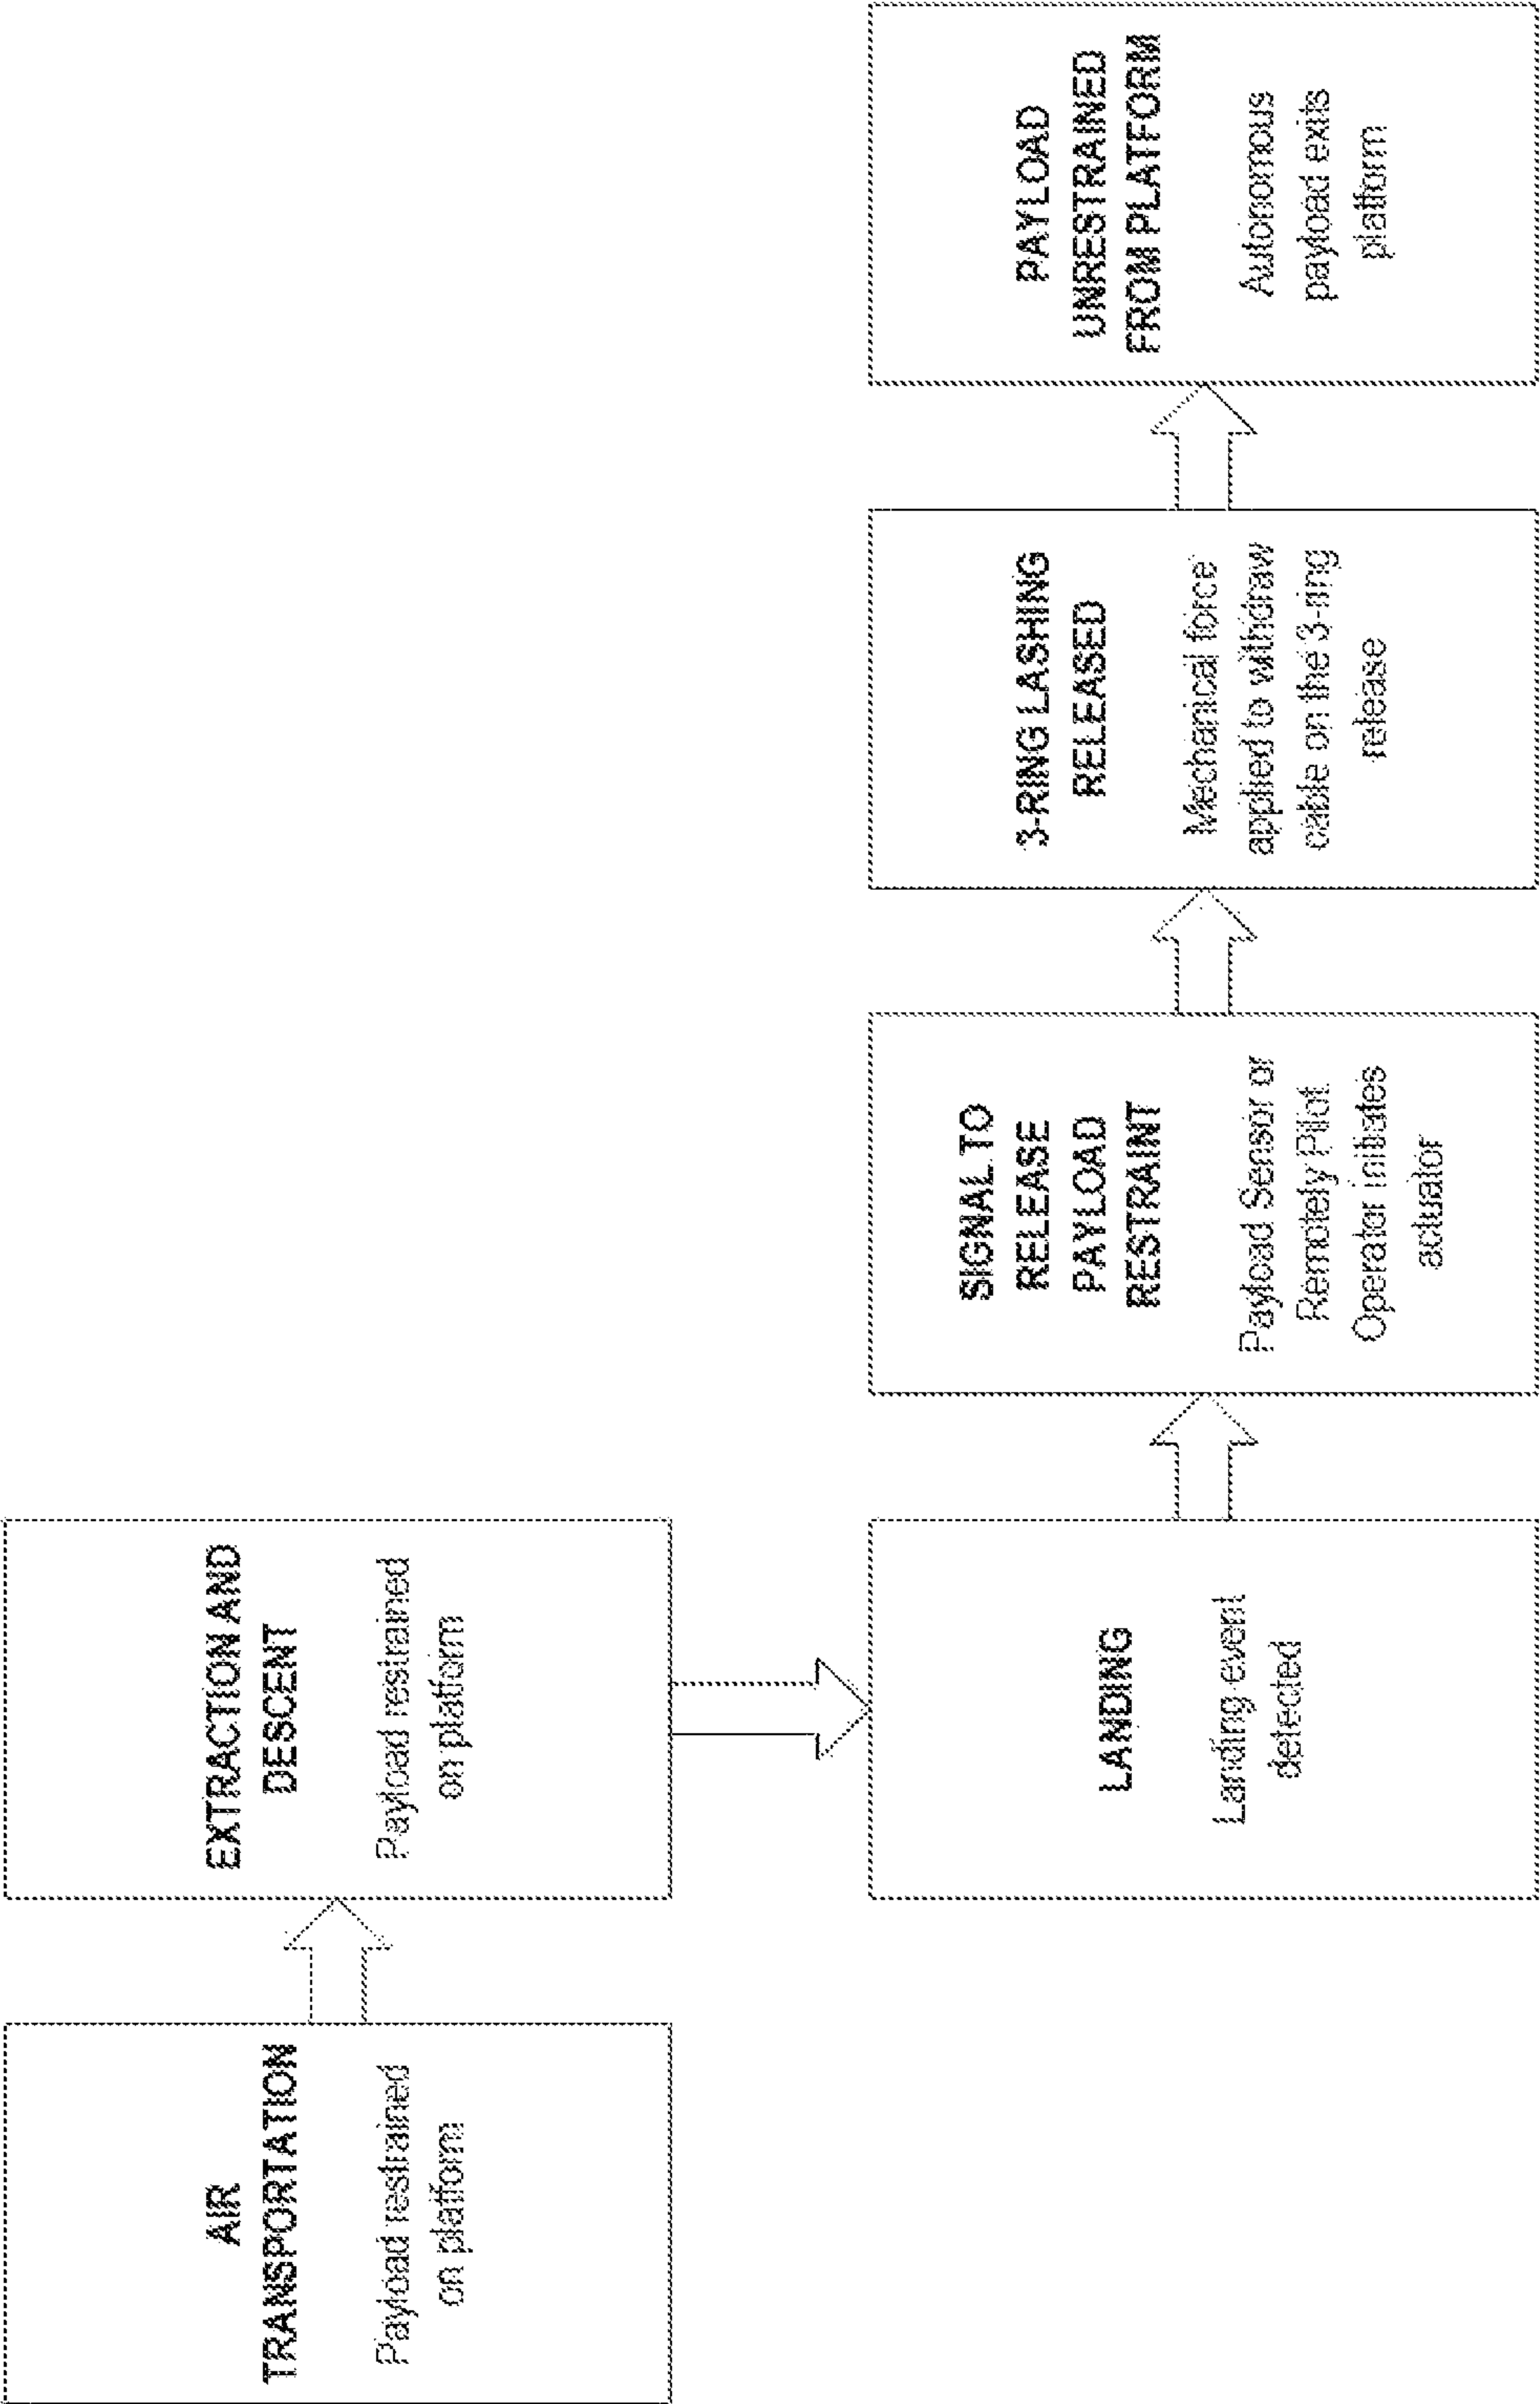 AIR
TRANSPORTATION
Payload restrained
on platform
EXTRACTION AND
DESCENT
Payload restrained
on platform
LANDING
Landing event
detected
SIGNAL TO
RELEASE
PAYLOAD
RESTRAINT
Payload Sensor or
Remotely Pilot
Operator initiates
actuator
3-RING LASHING
RELEASED
Mechanical force
applied to withdraw
cable on the 3-ring
release
PAYLOAD
UNRESTRAINED
FROM PLATFORM
Autonomous
payload exits
platform